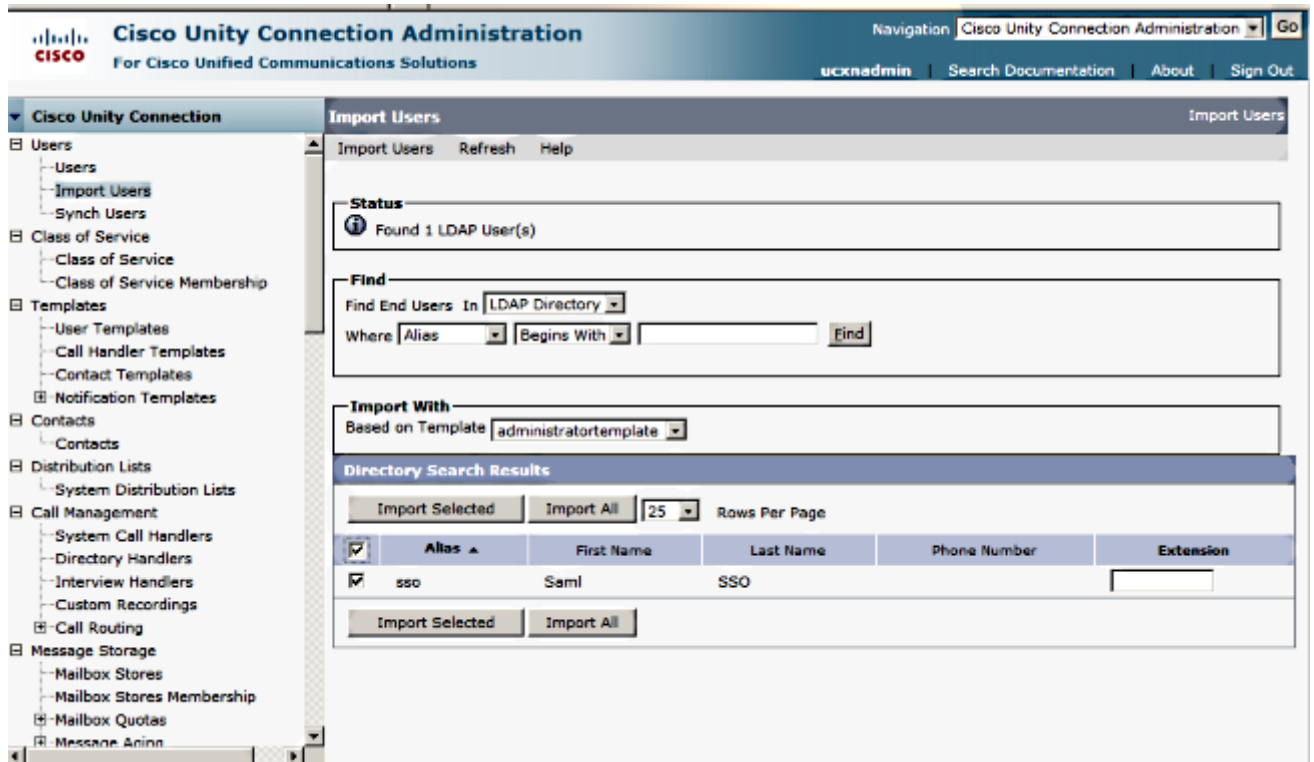 Cisco Unity Connection Administration
For Cisco Unified Communications Solutions
CISCO
Navigation Cisco Unity Connection Administration Go
ucxnadmin | Search Documentation | About | Sign Out
Cisco Unity Connection
Users
Users
Import Users
Synch Users
Class of Service
Class of Service
Class of Service Membership
Templates
User Templates
Call Handler Templates
Contact Templates
Notification Templates
Contacts
Contacts
Distribution Lists
System Distribution Lists
Call Management
System Call Handlers
Directory Handlers
Interview Handlers
Custom Recordings
Call Routing
Message Storage
Mailbox Stores
Mailbox Stores Membership
Mailbox Quotas
Message Aging
Import Users Import Users
Import Users Refresh Help
Status
Found 1 LDAP User(s)
Find
Find End Users In LDAP Directory
Where Alias Begins With Find
Import With
Based on Template administratortemplate
Directory Search Results
Import Selected Import All 25 Rows Per Page
Alias First Name Last Name Phone Number Extension
sso Saml SSO
Import Selected Import All